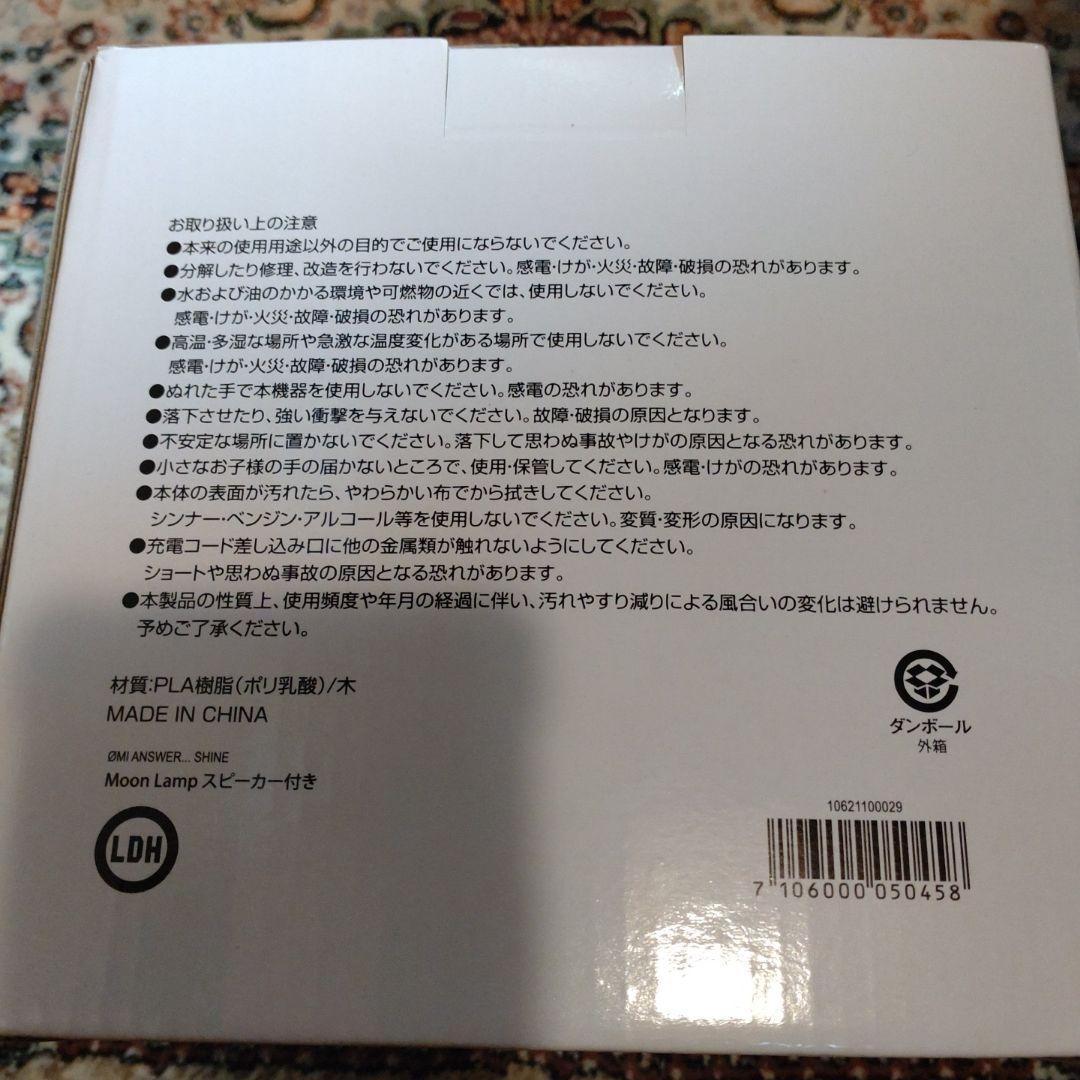 お取り扱い上の注意
●本来の使用用途以外の目的でご使用にならないでください。
●分解したり修理、改造を行わないでください。感電・けが・火災・故障・破損の恐れがあります。
●水および油のかかる環境や可燃物の近くでは、使用しないでください。
感電・けが・火災・故障・破損の恐れがあります。
●高温・多湿な場所や急激な温度変化がある場所で使用しないでください。
感電・けが・火災・故障・破損の恐れがあります。
●ぬれた手で本機器を使用しないでください。感電の恐れがあります。
●落下させたり、強い衝撃を与えないでください。故障・破損の原因となります。
●不安定な場所に置かないでください。落下して思わぬ事故やけがの原因となる恐れがあります。
●小さなお子様の手の届かないところで、使用・保管してください。感電・けがの恐れがあります。
●本体の表面が汚れたら、やわらかい布でから拭きしてください。
シンナー・ベンジン・アルコール等を使用しないでください。変質・変形の原因になります。
●充電コード差し込み口に他の金属類が触れないようにしてください。
ショートや思わぬ事故の原因となる恐れがあります。
●本製品の性質上、使用頻度や年月の経過に伴い、汚れやすり減りによる風合いの変化は避けられません。
予めご了承ください。
材質:PLA樹脂(ポリ乳酸)/木
MADE IN CHINA
ØMI ANSWER... SHINE
Moon Lamp スピーカー付き
LDH
ダンボール
外箱
10621100029
7 106000 050458